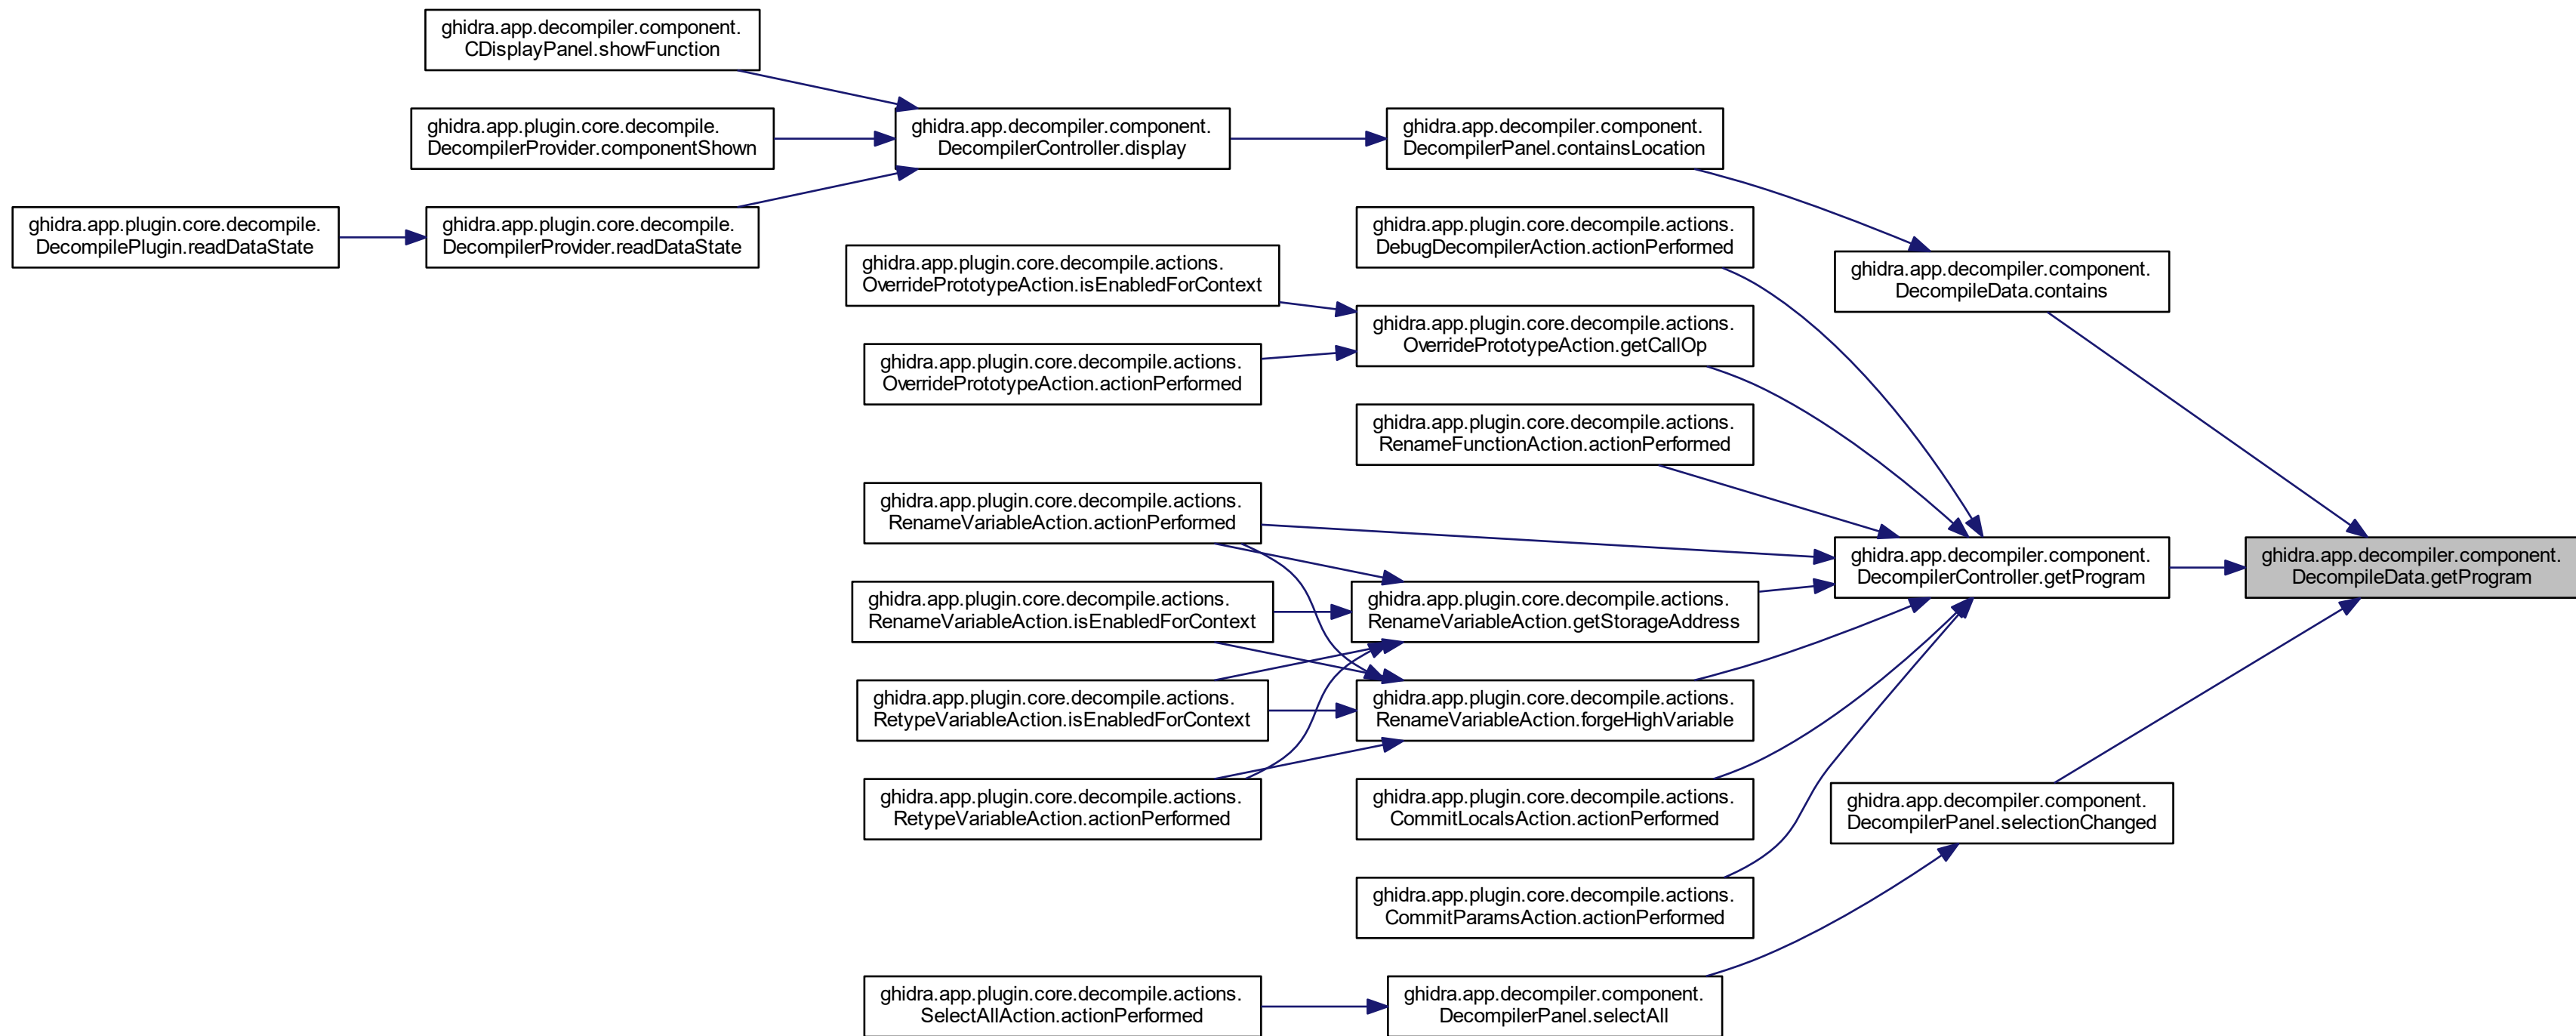 ghidra.app.decompiler.component.
CDisplayPanel.showFunction
ghidra.app.plugin.core.decompile.
DecompilerProvider.componentShown
ghidra.app.decompiler.component.
DecompilerController.display
ghidra.app.decompiler.component.
DecompilerPanel.containsLocation
ghidra.app.plugin.core.decompile.
DecompilePlugin.readDataState
ghidra.app.plugin.core.decompile.
DecompilerProvider.readDataState
ghidra.app.plugin.core.decompile.actions.
DebugDecompilerAction.actionPerformed
ghidra.app.plugin.core.decompile.actions.
OverridePrototypeAction.isEnabledForContext
ghidra.app.decompiler.component.
DecompileData.contains
ghidra.app.plugin.core.decompile.actions.
OverridePrototypeAction.getCallOp
ghidra.app.plugin.core.decompile.actions.
OverridePrototypeAction.actionPerformed
ghidra.app.plugin.core.decompile.actions.
RenameFunctionAction.actionPerformed
ghidra.app.plugin.core.decompile.actions.
RenameVariableAction.actionPerformed
ghidra.app.decompiler.component.
DecompilerController.getProgram
ghidra.app.decompiler.component.
DecompileData.getProgram
ghidra.app.plugin.core.decompile.actions.
RenameVariableAction.isEnabledForContext
ghidra.app.plugin.core.decompile.actions.
RenameVariableAction.getStorageAddress
ghidra.app.plugin.core.decompile.actions.
RetypeVariableAction.isEnabledForContext
ghidra.app.plugin.core.decompile.actions.
RenameVariableAction.forgeHighVariable
ghidra.app.plugin.core.decompile.actions.
RetypeVariableAction.actionPerformed
ghidra.app.plugin.core.decompile.actions.
CommitLocalsAction.actionPerformed
ghidra.app.decompiler.component.
DecompilerPanel.selectionChanged
ghidra.app.plugin.core.decompile.actions.
CommitParamsAction.actionPerformed
ghidra.app.plugin.core.decompile.actions.
SelectAllAction.actionPerformed
ghidra.app.decompiler.component.
DecompilerPanel.selectAll